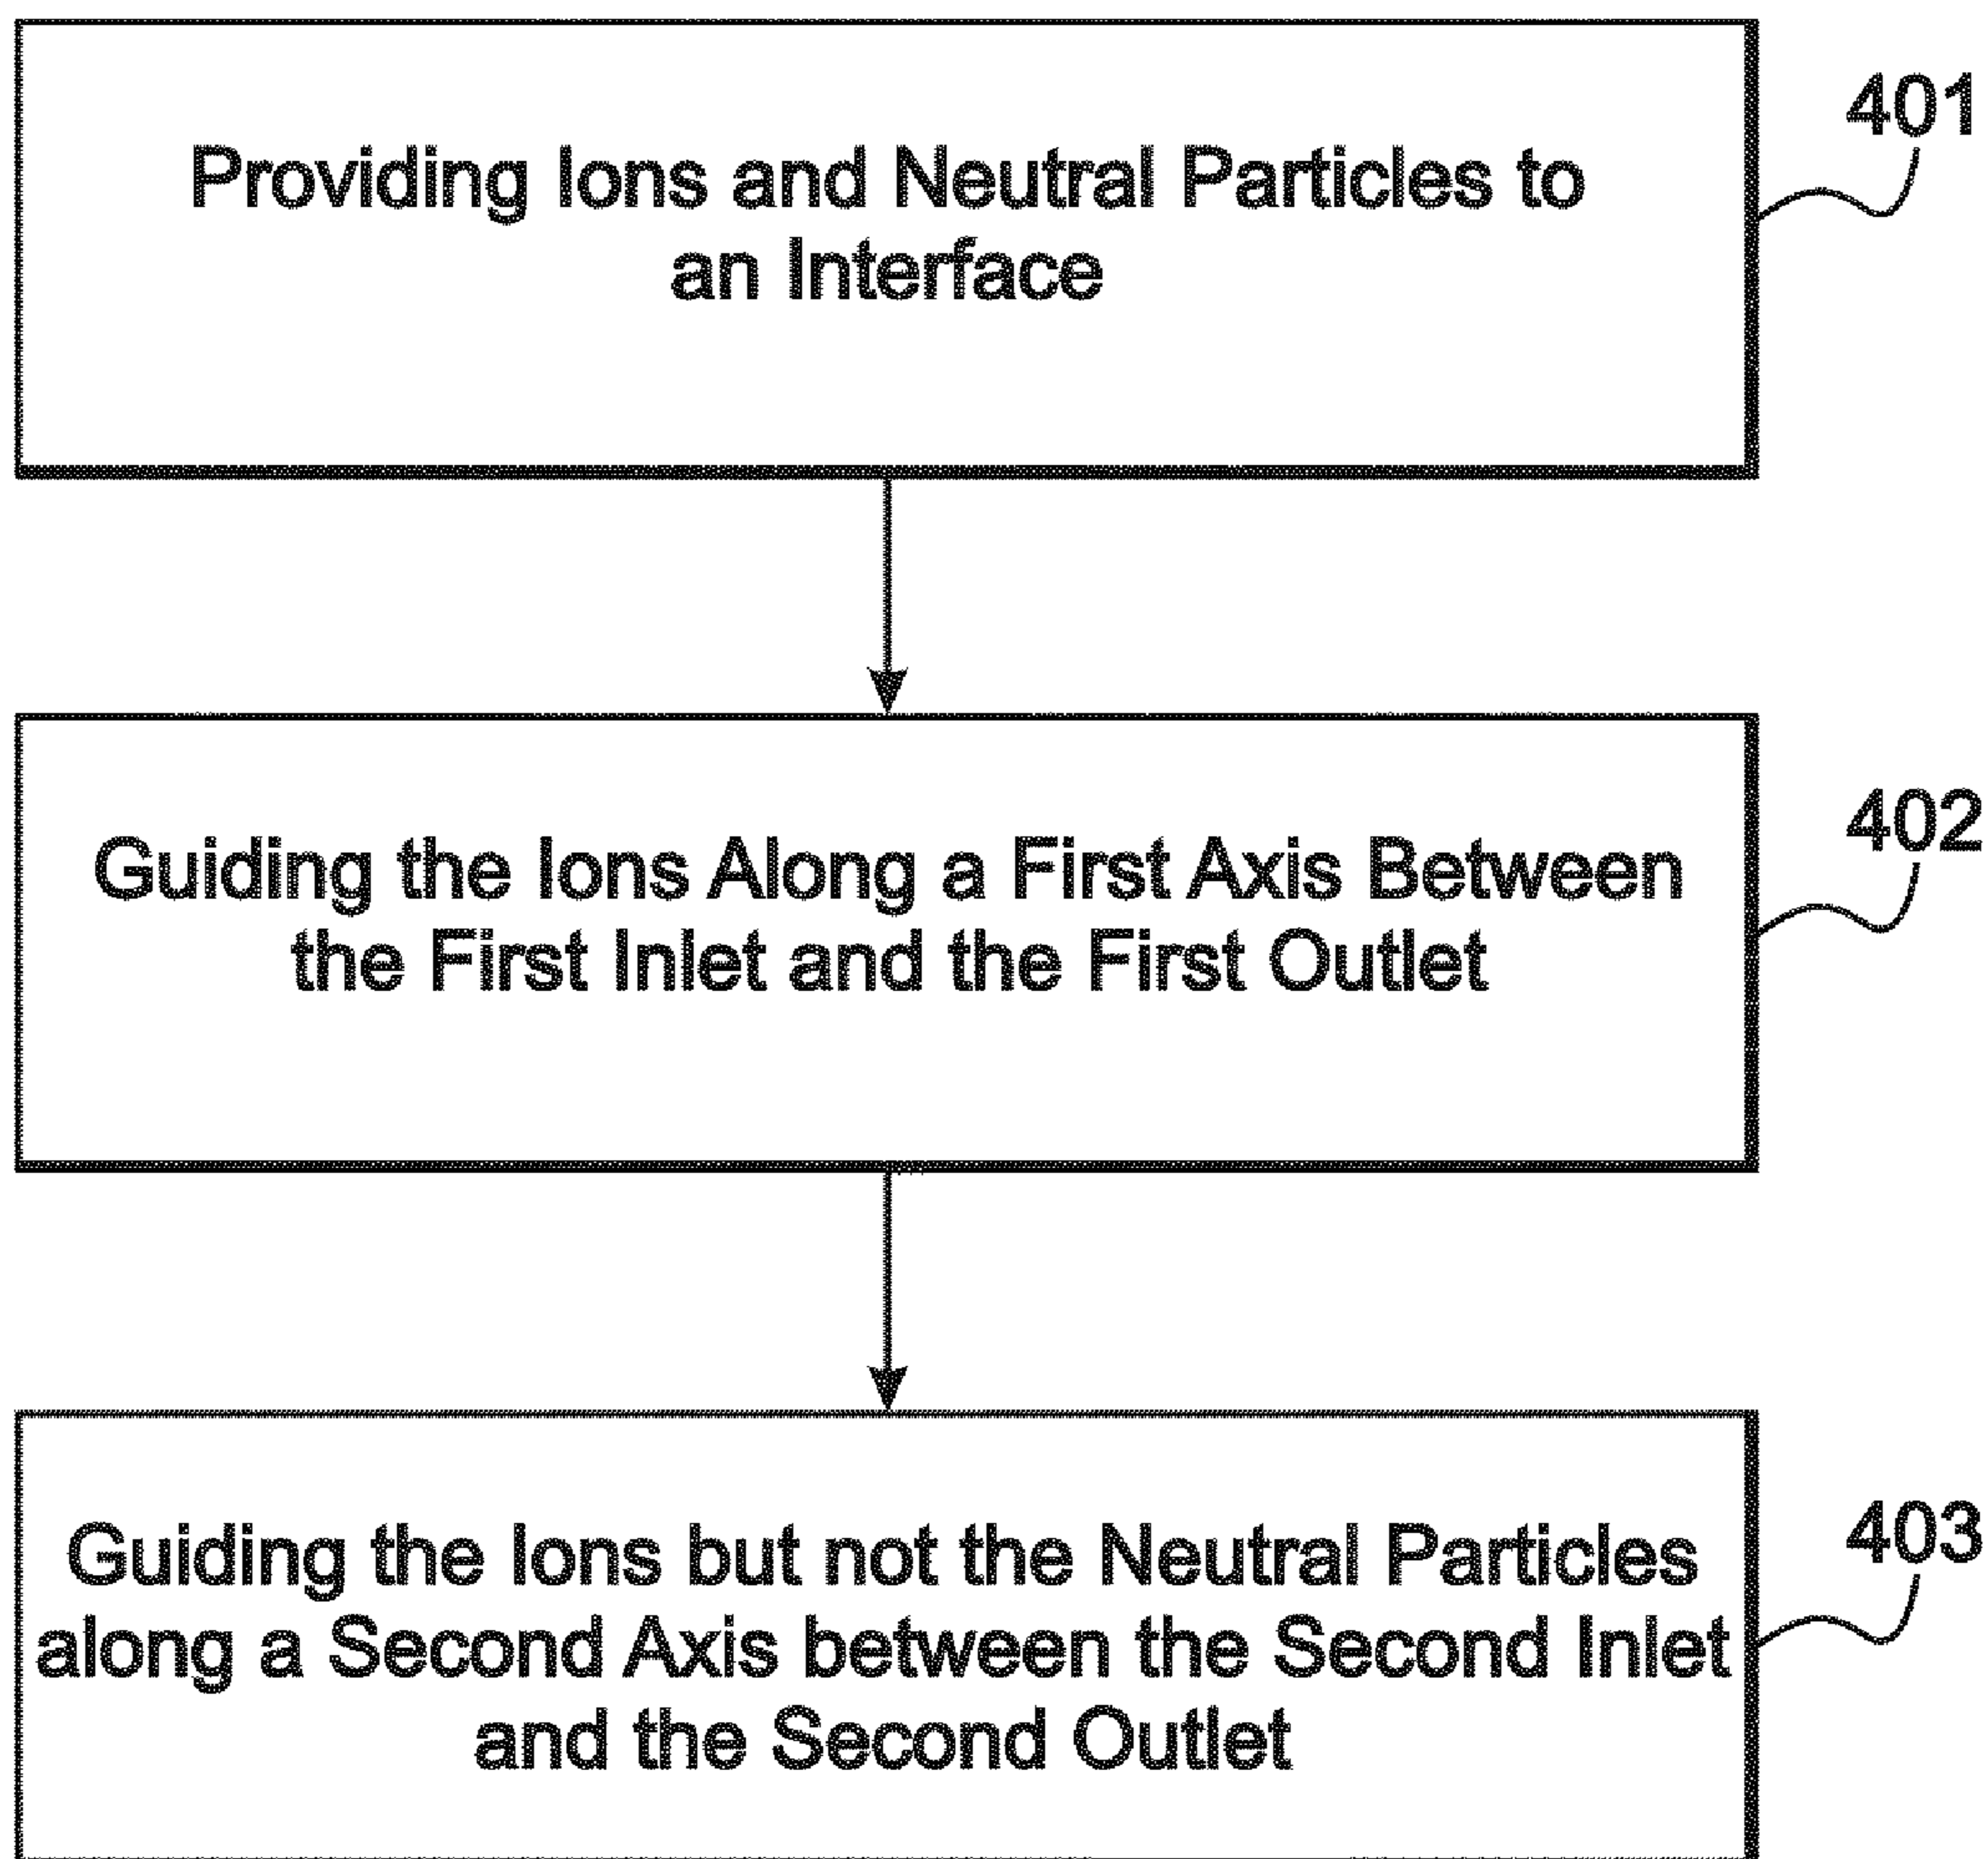 401
Providing Ions and Neutral Particles to
an Interface
402
Guiding the Ions Along a First Axis Between
the First Inlet and the First Outlet
403
Guiding the Ions but not the Neutral Particles
along a Second Axis between the Second Inlet
and the Second Outlet